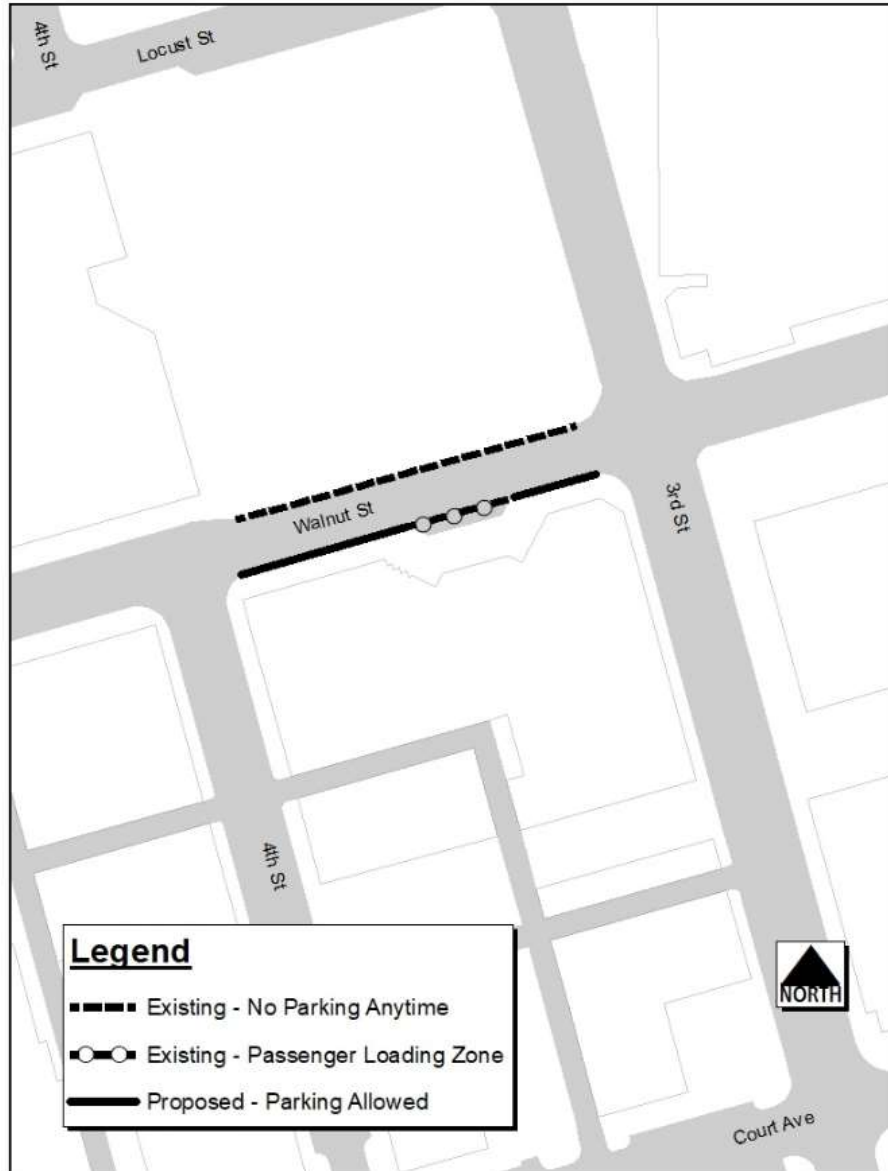 4th St
Locust St
Walnut St
3rd St
4th St
Legend
Existing - No Parking Anytime
Existing - Passenger Loading Zone
Proposed - Parking Allowed
NORTH
Court Ave